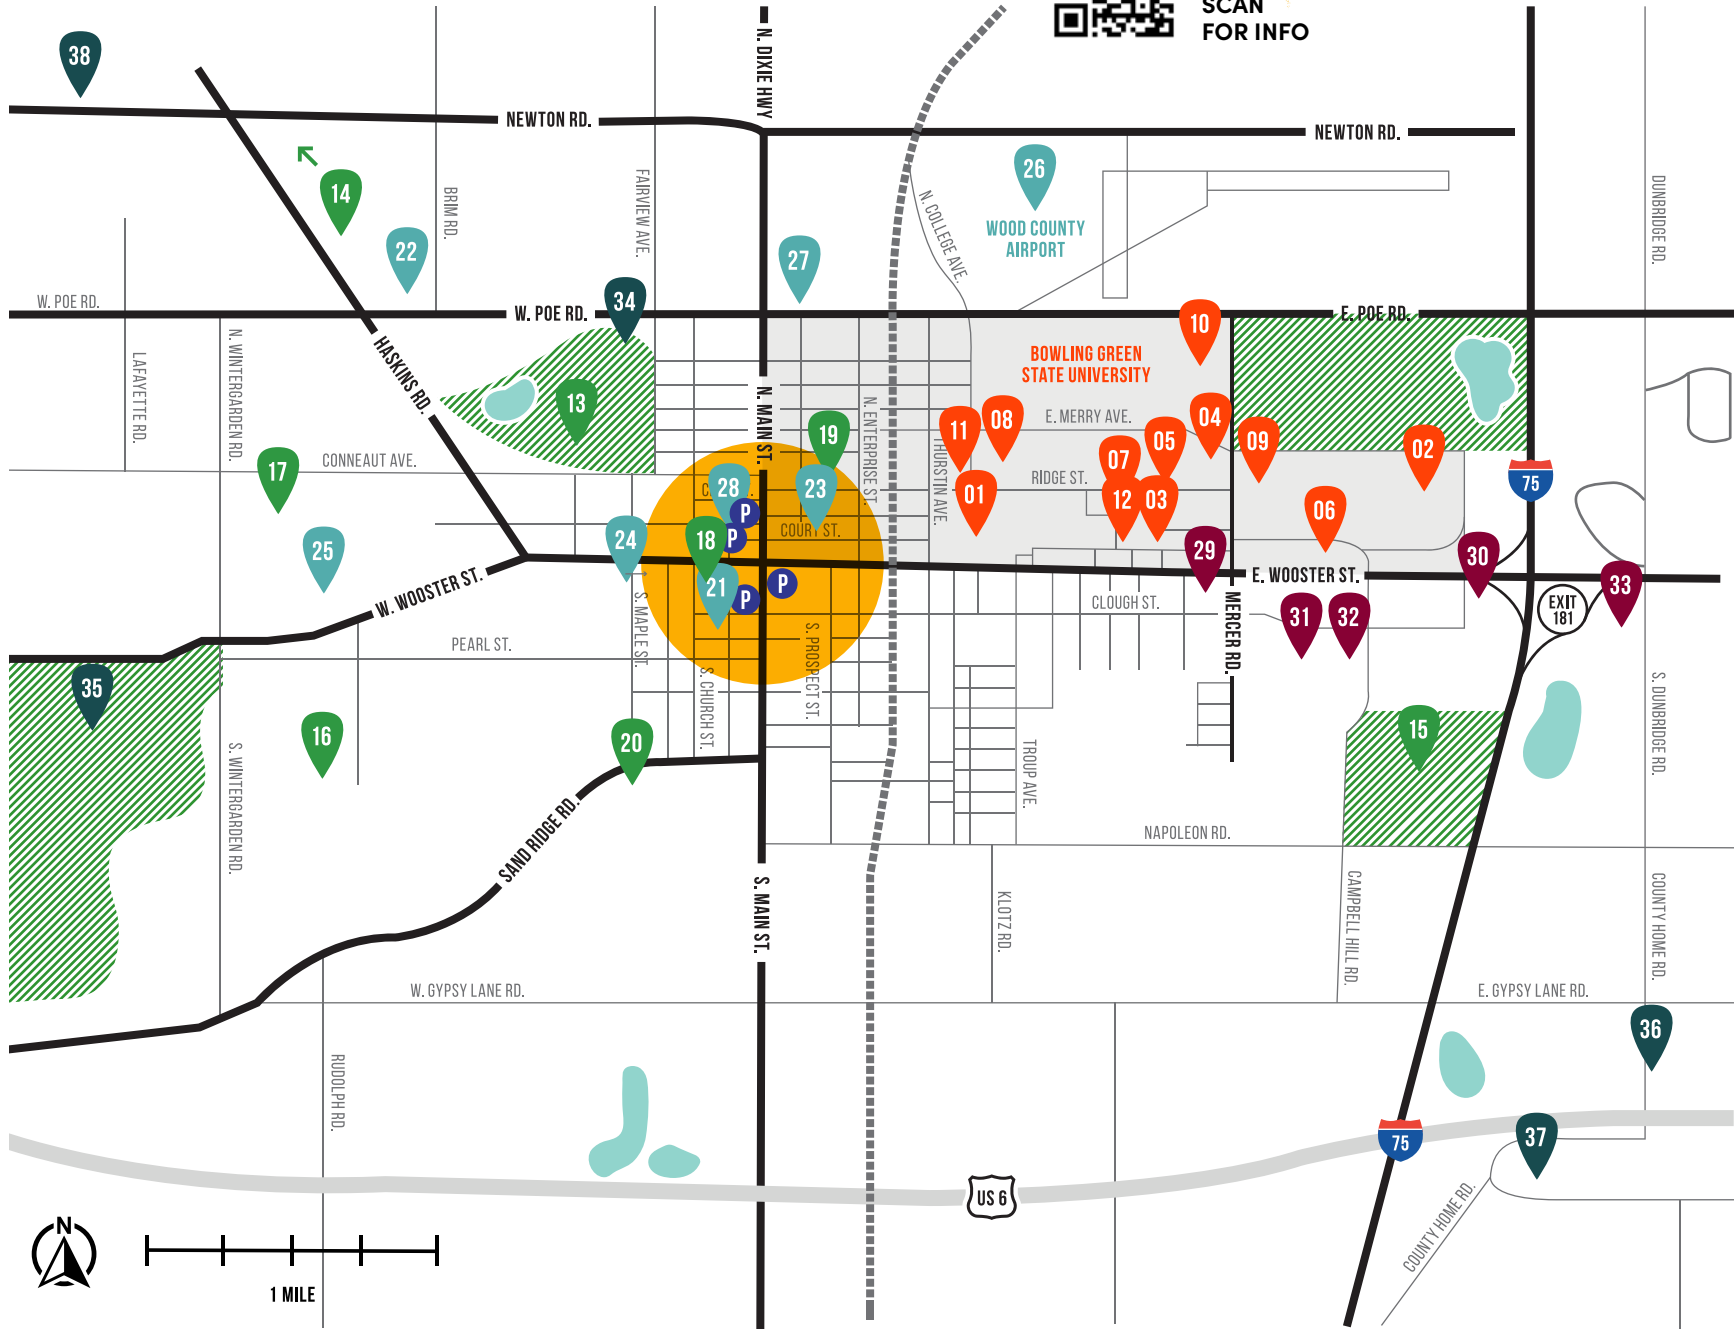 SCAN
FOR INFO
38
N. DIXIE HWY
NEWTON RD.
NEWTON RD.
14
BRIM RD.
FAIRVIEW AVE.
26
WOOD COUNTY
AIRPORT
N. COLLEGE AVE.
DUNBRIDGE RD.
22
27
W. POE RD.
34
W. POE RD.
E. POE RD.
10
LAFAYETTE RD.
N. WINTERGARDEN RD.
HASKINS RD.
BOWLING GREEN
STATE UNIVERSITY
13
N. MAIN ST.
19
N. ENTERPRISE ST.
THURSTIN AVE.
11
08
E. MERRY AVE.
04
05
09
02
07
CONNEAUT AVE.
17
28
23
01
RIDGE ST.
12
03
06
75
P
P
COURT ST.
18
24
25
29
30
W. WOOSTER ST.
E. WOOSTER ST.
21
P
P
33
EXIT
181
CLOUGH ST.
MERCER RD.
31
32
S. MAPLE ST.
PEARL ST.
S. PROSPECT ST.
S. CHURCH ST.
35
16
20
15
S. WINTERGARDEN RD.
S. DUNBRIDGE RD.
TROUP AVE.
SAND RIDGE RD.
NAPOLEON RD.
S. MAIN ST.
KLOTZ RD.
CAMPBELL HILL RD.
COUNTY HOME RD.
W. GYPSY LANE RD.
E. GYPSY LANE RD.
36
RUDOLPH RD.
75
37
US 6
COUNTY HOME RD.
N
1 MILE